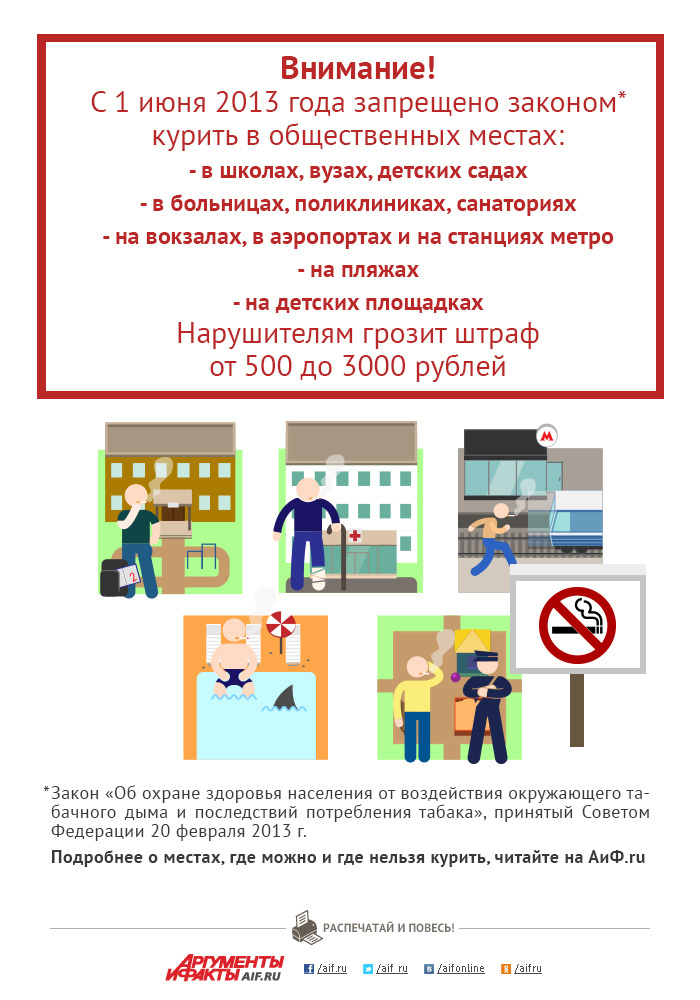 Внимание!
С 1 июня 2013 года запрещено законом*
курить в общественных местах:
- в школах, вузах, детских садах
- в больницах, поликлиниках, санаториях
- на вокзалах, в аэропортах и на станциях метро
- на пляжах
- на детских площадках
Нарушителям грозит штраф
от 500 до 3000 рублей
М
2
*Закон «Об охране здоровья населения от воздействия окружающего та-
бачного дыма и последствий потребления табака», принятый Советом
Федерации 20 февраля 2013 г.
Подробнее о местах, где можно и где нельзя курить, читайте на АиФ.ru
РАСПЕЧАТАЙ И ПОВЕСЬ!
АРГУМЕНТЫ
И ФАКТЫ AIF.RU
/aif.ru /aif_ru /aifonline /aifru